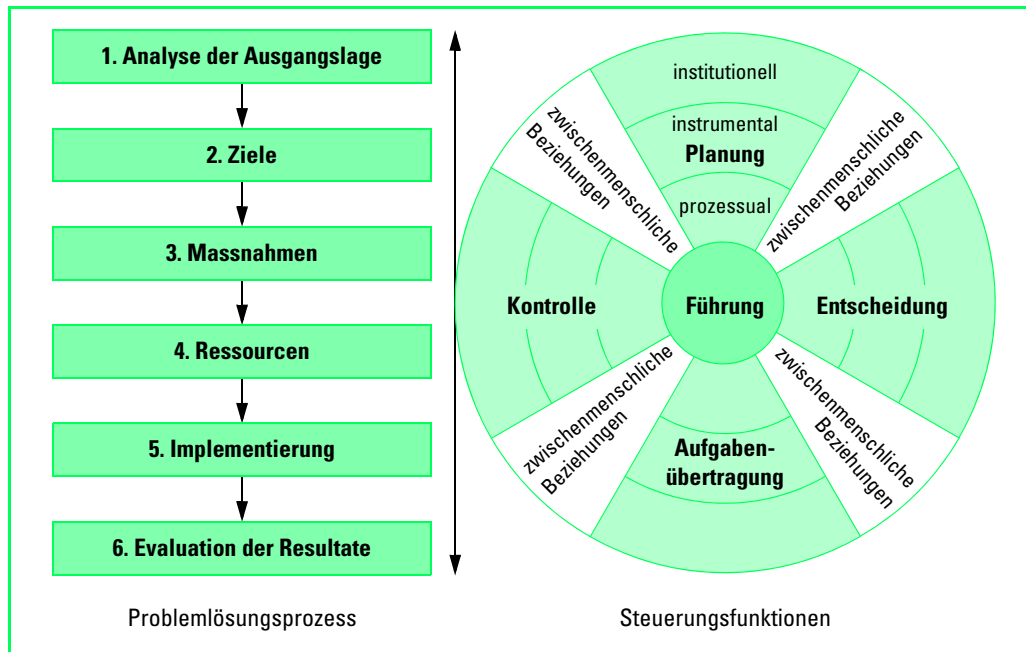 1. Analyse der Ausgangslage
2. Ziele
3. Massnahmen
4. Ressourcen
5. Implementierung
6. Evaluation der Resultate
Problemlösungsprozess
institutionell
instrumental
Planung
prozessual
zwischenmenschliche
Beziehungen
zwischenmenschliche
Beziehungen
Kontrolle
Führung
Entscheidung
zwischenmenschliche
Beziehungen
zwischenmenschliche
Beziehungen
Aufgaben-
übertragung
Steuerungsfunktionen